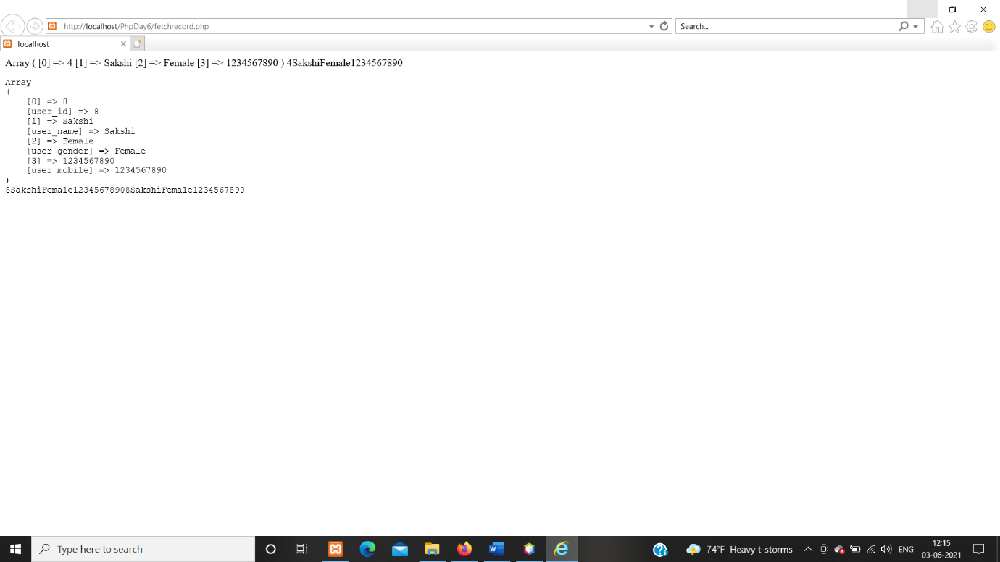 http://localhost/PhpDay6/fetchrecord.php
Search...
localhost
Array ( [0] => 4 [1] => Sakshi [2] => Female [3] => 1234567890 ) 4SakshiFemale1234567890
Array
(
    [0] => 8
    [user_id] => 8
    [1] => Sakshi
    [user_name] => Sakshi
    [2] => Female
    [user_gender] => Female
    [3] => 1234567890
    [user_mobile] => 1234567890
)
8SakshiFemale12345678908SakshiFemale1234567890
Type here to search
74°F Heavy t-storms
ENG
12:15
03-06-2021